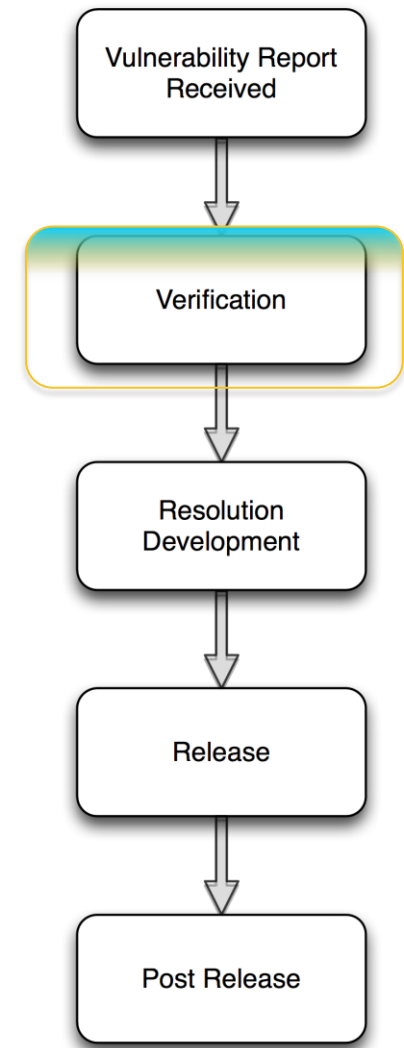 Vulnerability Report
Received
Verification
Resolution
Development
Release
Post Release